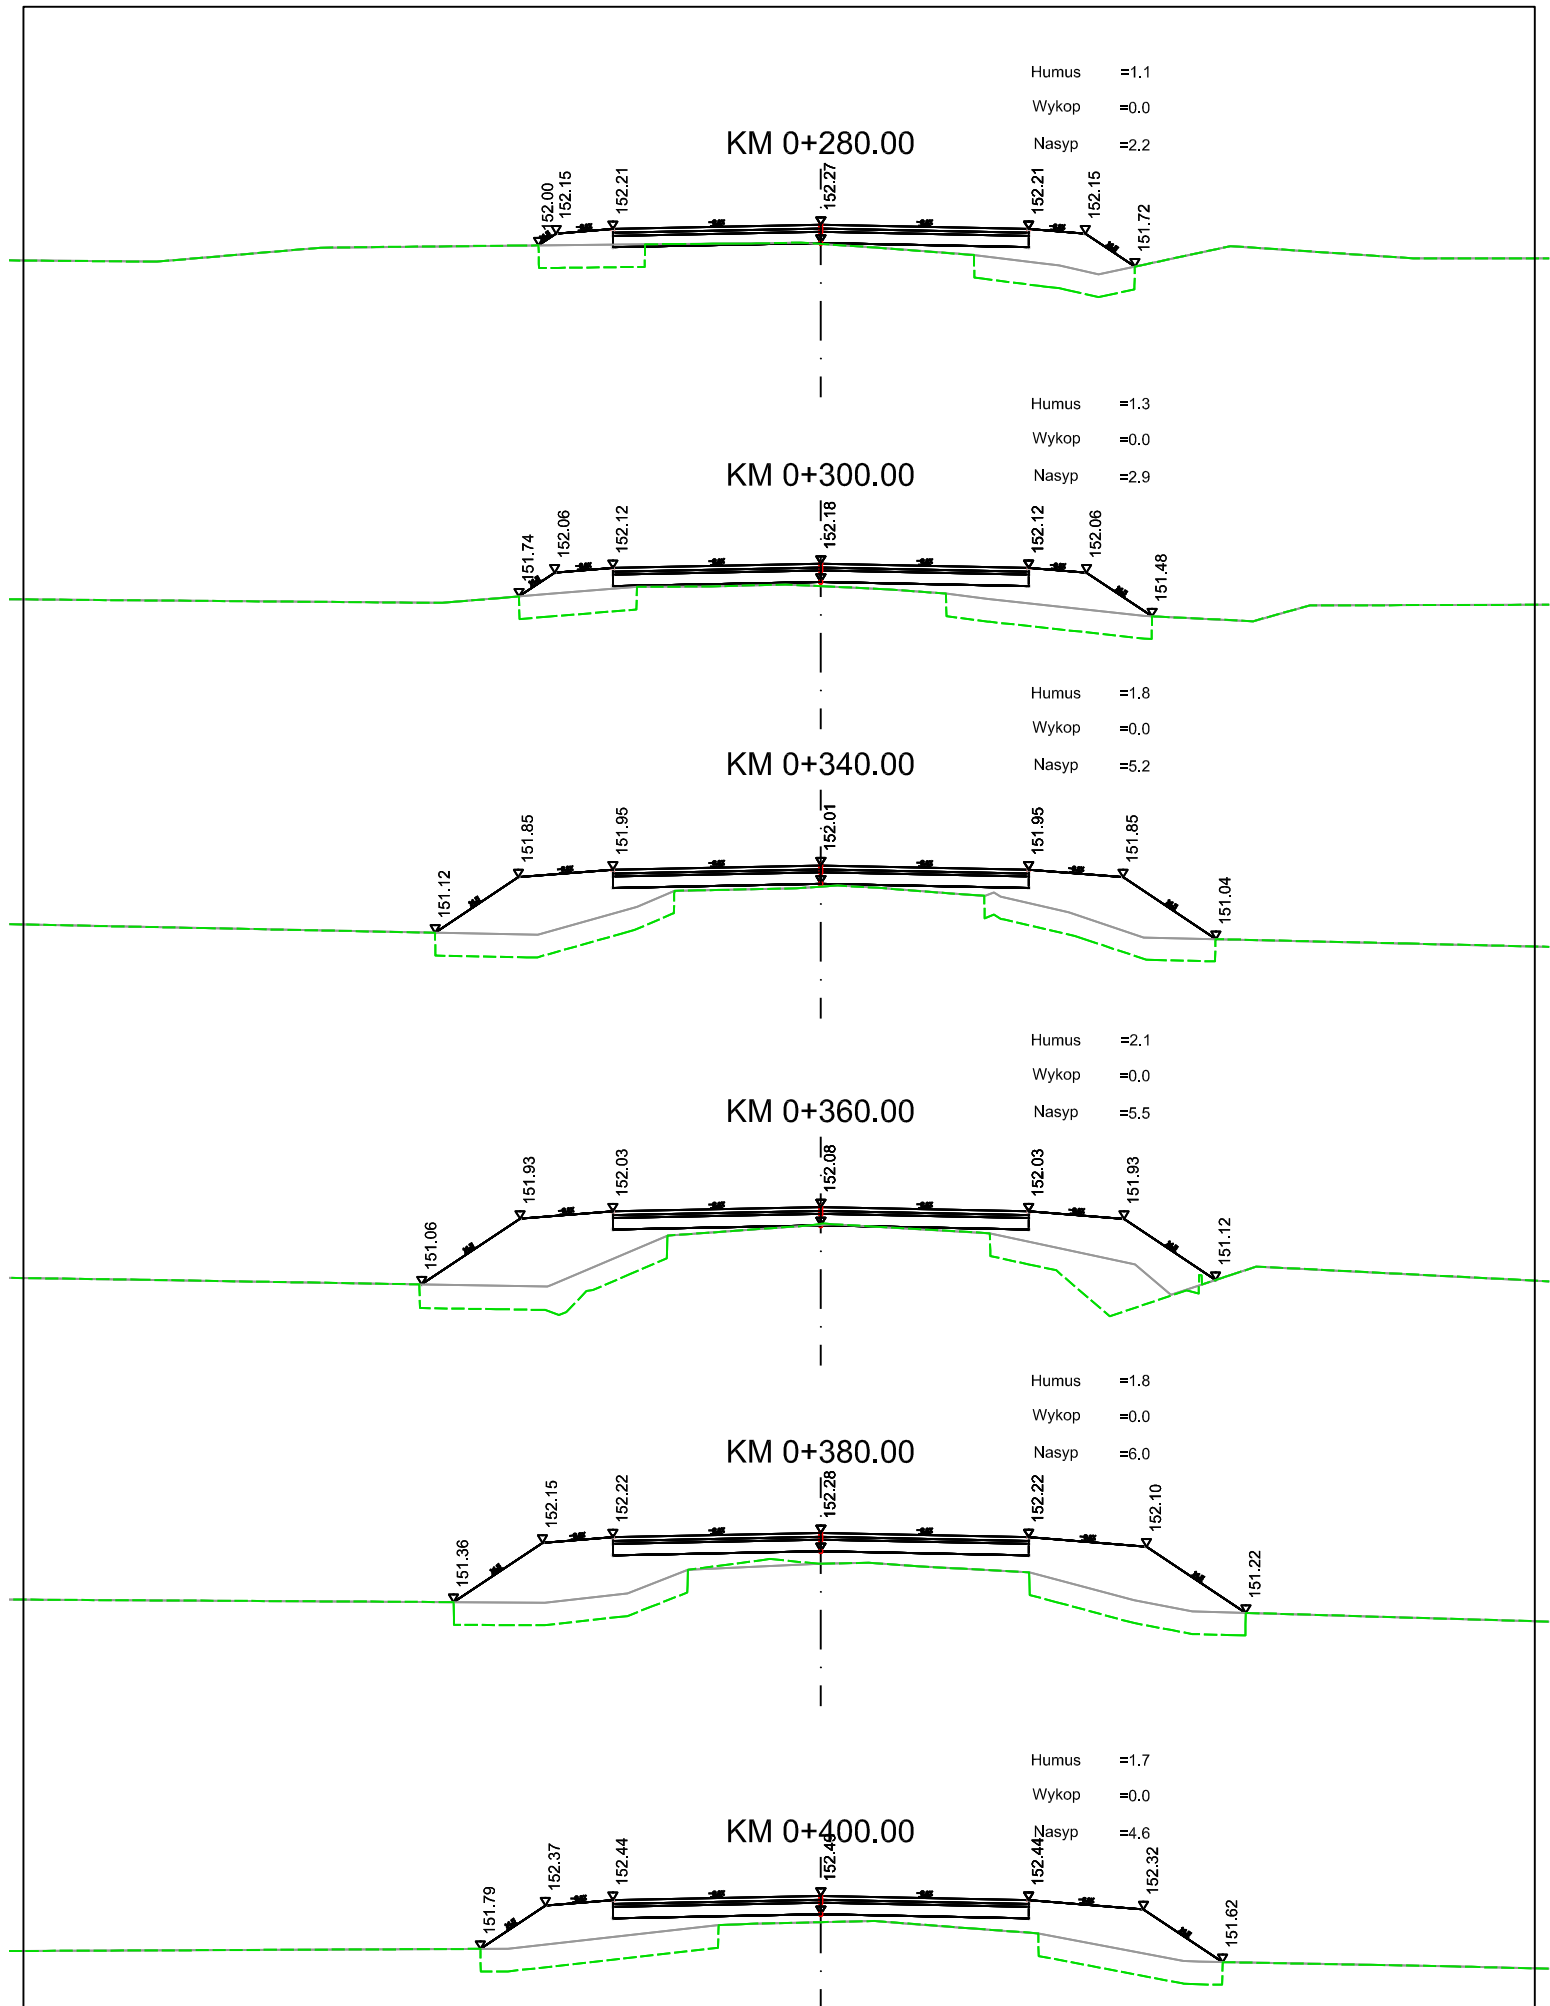 Humus =1.1
Wykop =0.0
Nasyp =2.2
KM 0+280.00
152.00
152.15
152.21
152.27
152.21
152.15
151.72
Humus =1.3
Wykop =0.0
Nasyp =2.9
KM 0+300.00
151.74
152.06
152.12
152.18
152.12
152.06
151.48
Humus =1.8
Wykop =0.0
Nasyp =5.2
KM 0+340.00
151.12
151.85
151.95
152.01
151.95
151.85
151.04
Humus =2.1
Wykop =0.0
Nasyp =5.5
KM 0+360.00
151.06
151.93
152.03
152.08
152.03
151.93
151.12
Humus =1.8
Wykop =0.0
Nasyp =6.0
KM 0+380.00
151.36
152.15
152.22
152.28
152.22
152.10
151.22
Humus =1.7
Wykop =0.0
Nasyp =4.6
KM 0+400.00
151.79
152.37
152.44
152.44
152.32
151.62